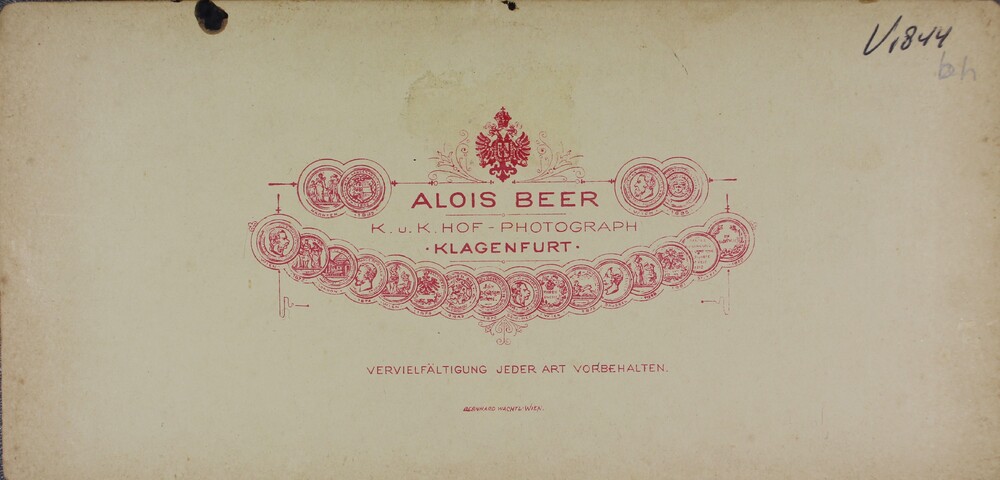 V1844
bh
ALOIS BEER
K. u. K. HOF - PHOTOGRAPH
· KLAGENFURT ·
VERVIELFÄLTIGUNG JEDER ART VORBEHALTEN.
BERNHARD WACHTL·WIEN.